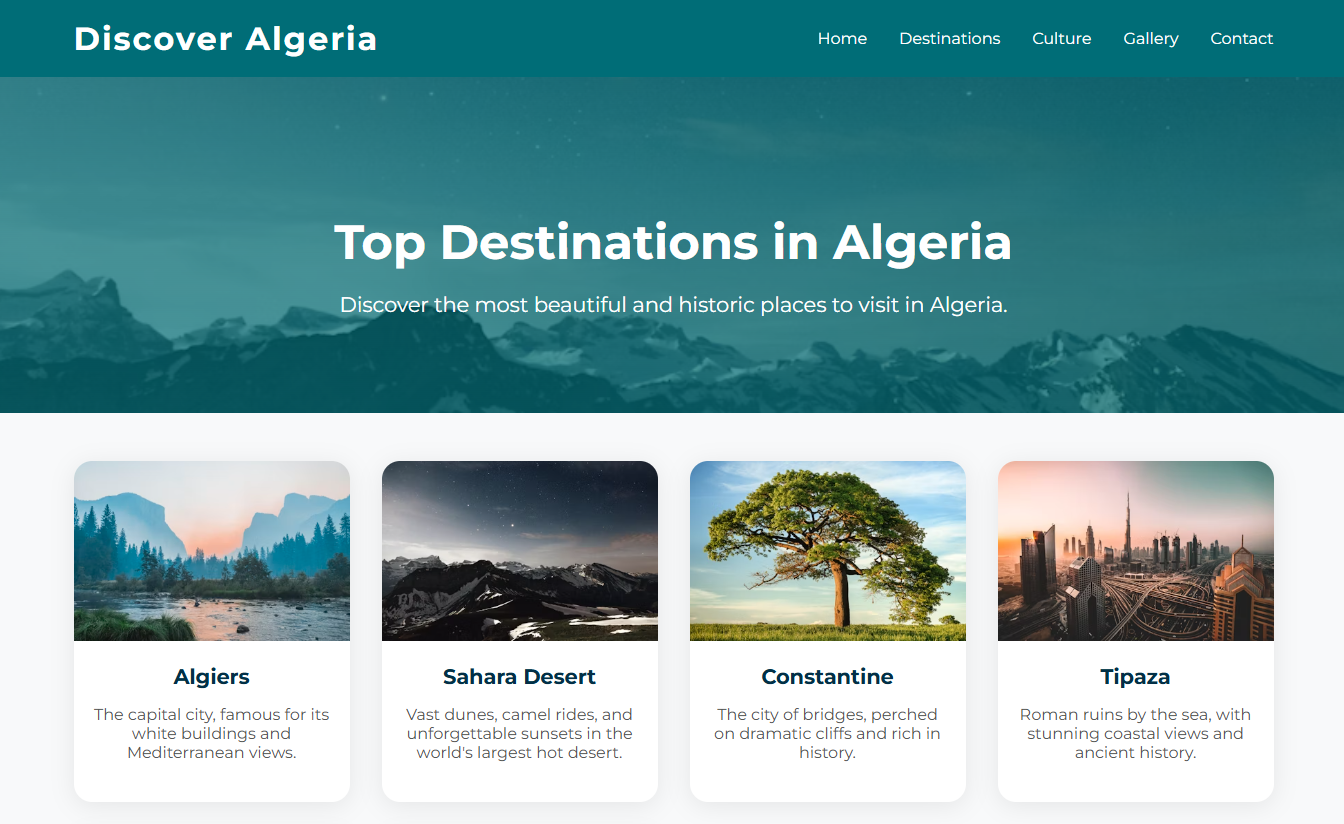 Discover Algeria
Home Destinations Culture Gallery Contact
Top Destinations in Algeria
Discover the most beautiful and historic places to visit in Algeria.
Algiers
The capital city, famous for its
white buildings and
Mediterranean views.
Sahara Desert
Vast dunes, camel rides, and
unforgettable sunsets in the
world's largest hot desert.
Constantine
The city of bridges, perched
on dramatic cliffs and rich in
history.
Tipaza
Roman ruins by the sea, with
stunning coastal views and
ancient history.